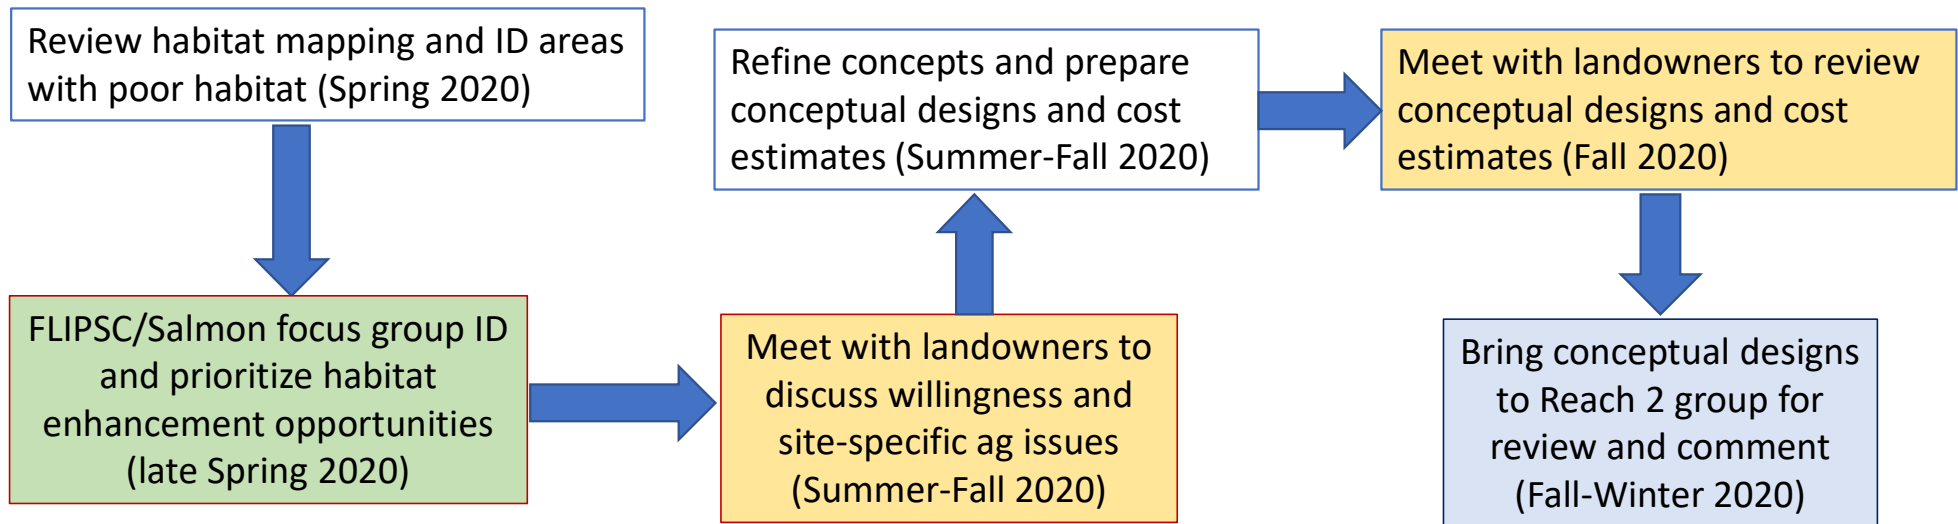 Review habitat mapping and ID areas
with poor habitat (Spring 2020)
FLIPSC/Salmon focus group ID
and prioritize habitat
enhancement opportunities
(late Spring 2020)
Meet with landowners to
discuss willingness and
site-specific ag issues
(Summer-Fall 2020)
Refine concepts and prepare
conceptual designs and cost
estimates (Summer-Fall 2020)
Meet with landowners to review
conceptual designs and cost
estimates (Fall 2020)
Bring conceptual designs
to Reach 2 group for
review and comment
(Fall-Winter 2020)